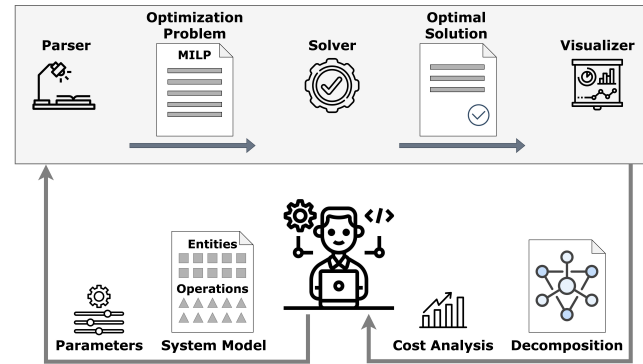 Parser
Optimization
Problem
MILP
Solver
Optimal
Solution
Visualizer
Entities
Operations
</>
Parameters
System Model
Cost Analysis
Decomposition